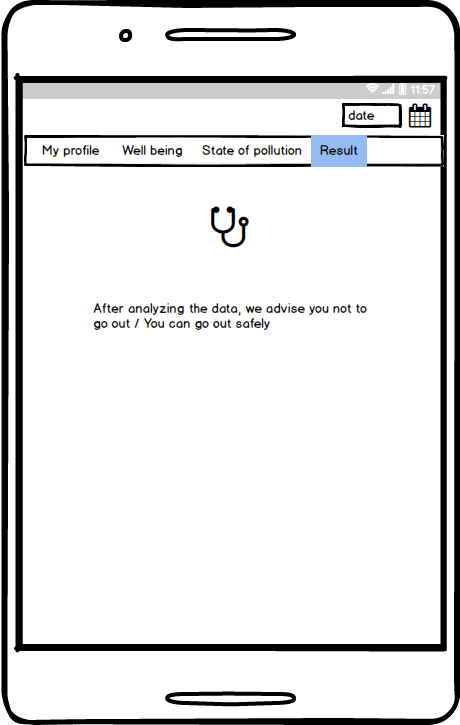 11:57
date
My profile Well being State of pollution Result
After analyzing the data, we advise you not to
go out / You can go out safely